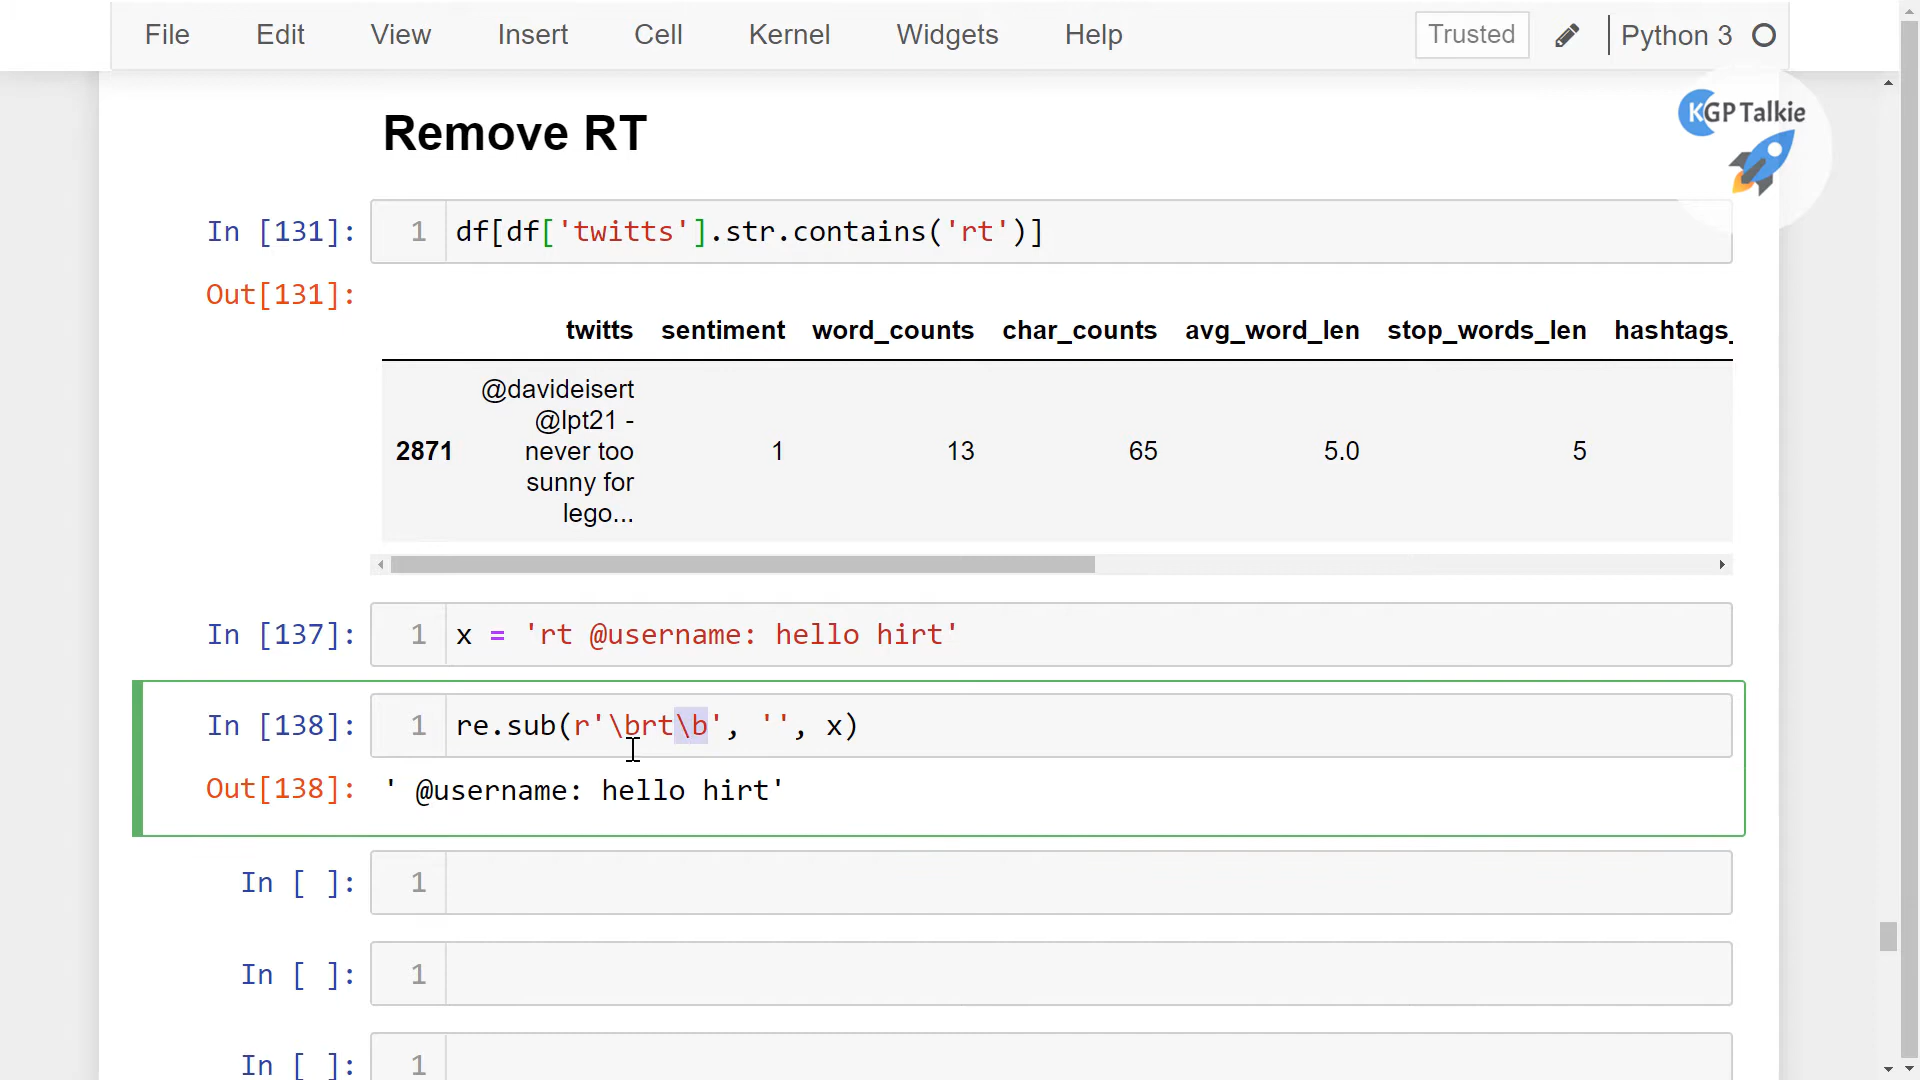 File Edit View Insert Cell Kernel Widgets Help Trusted Python 3
KGP Talkie
Remove RT
In [131]: 1 df[df['twitts'].str.contains('rt')]
Out[131]:
twitts sentiment word_counts char_counts avg_word_len stop_words_len hashtags_
@davideisert
@lpt21 -
2871 never too 1 13 65 5.0 5
sunny for
lego...
In [137]: 1 x = 'rt @username: hello hirt'
In [138]: 1 re.sub(r'\brt\b', '', x)
Out[138]: ' @username: hello hirt'
In [ ]: 1
In [ ]: 1
In [ ]: 1